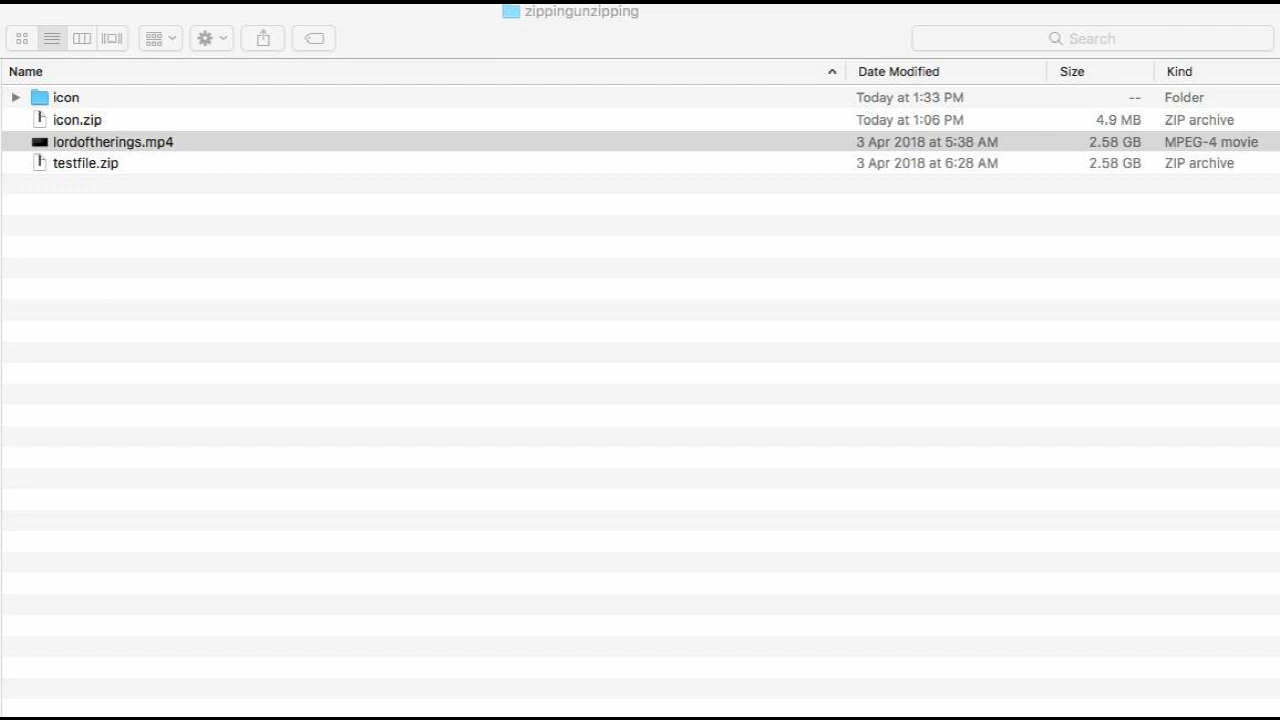 zippingunzipping
Search
Name Date Modified Size Kind
icon Today at 1:33 PM -- Folder
icon.zip Today at 1:06 PM 4.9 MB ZIP archive
lordoftherings.mp4 3 Apr 2018 at 5:38 AM 2.58 GB MPEG-4 movie
testfile.zip 3 Apr 2018 at 6:28 AM 2.58 GB ZIP archive